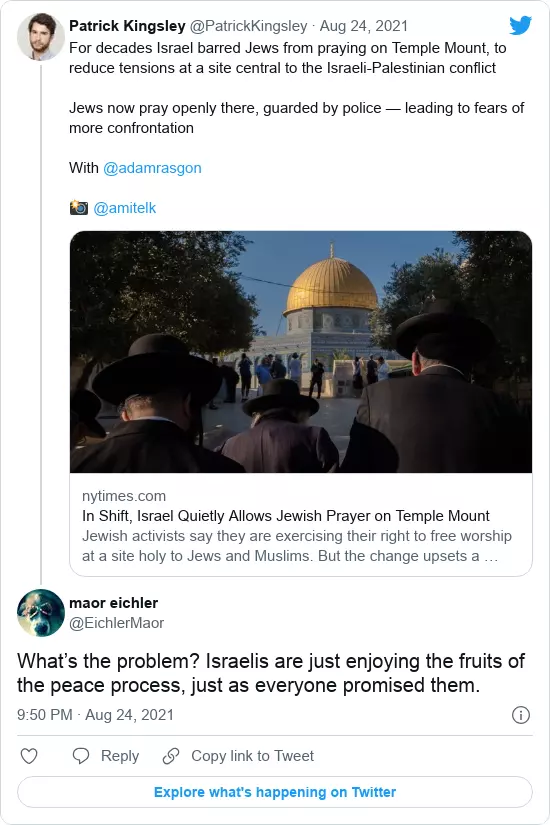 Patrick Kingsley @PatrickKingsley · Aug 24, 2021
For decades Israel barred Jews from praying on Temple Mount, to
reduce tensions at a site central to the Israeli-Palestinian conflict
Jews now pray openly there, guarded by police — leading to fears of
more confrontation
With @adamrasgon
📸 @amitelk
nytimes.com
In Shift, Israel Quietly Allows Jewish Prayer on Temple Mount
Jewish activists say they are exercising their right to free worship
at a site holy to Jews and Muslims. But the change upsets a …
maor eichler
@EichlerMaor
What’s the problem? Israelis are just enjoying the fruits of
the peace process, just as everyone promised them.
9:50 PM · Aug 24, 2021
Reply
Copy link to Tweet
Explore what's happening on Twitter